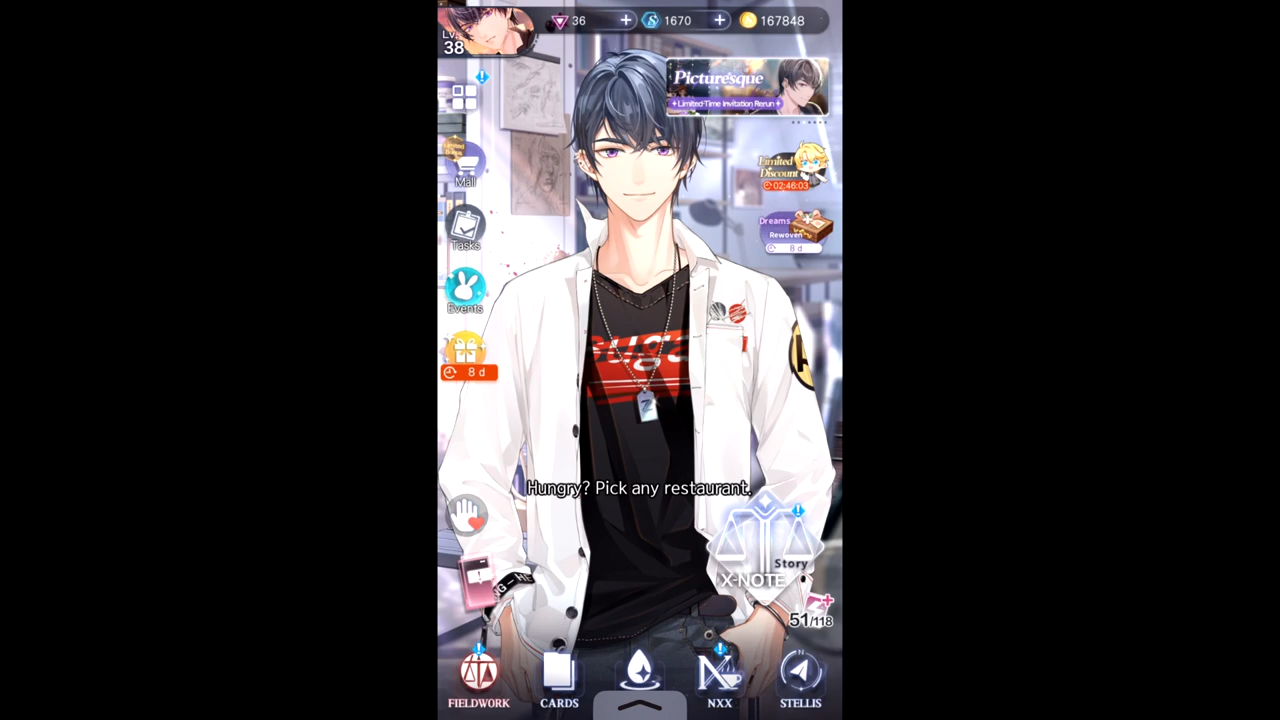 Lv.
38
36
1670
167848
Picturesque
Limited-Time Invitation Rerun
Limited
Discount
02:46:03
Dreams
Rewoven
8 d
Limited
Mall
Tasks
Events
8 d
Hungry? Pick any restaurant.
Story
X-NOTE
51/118
FIELDWORK
CARDS
NXX
STELLIS